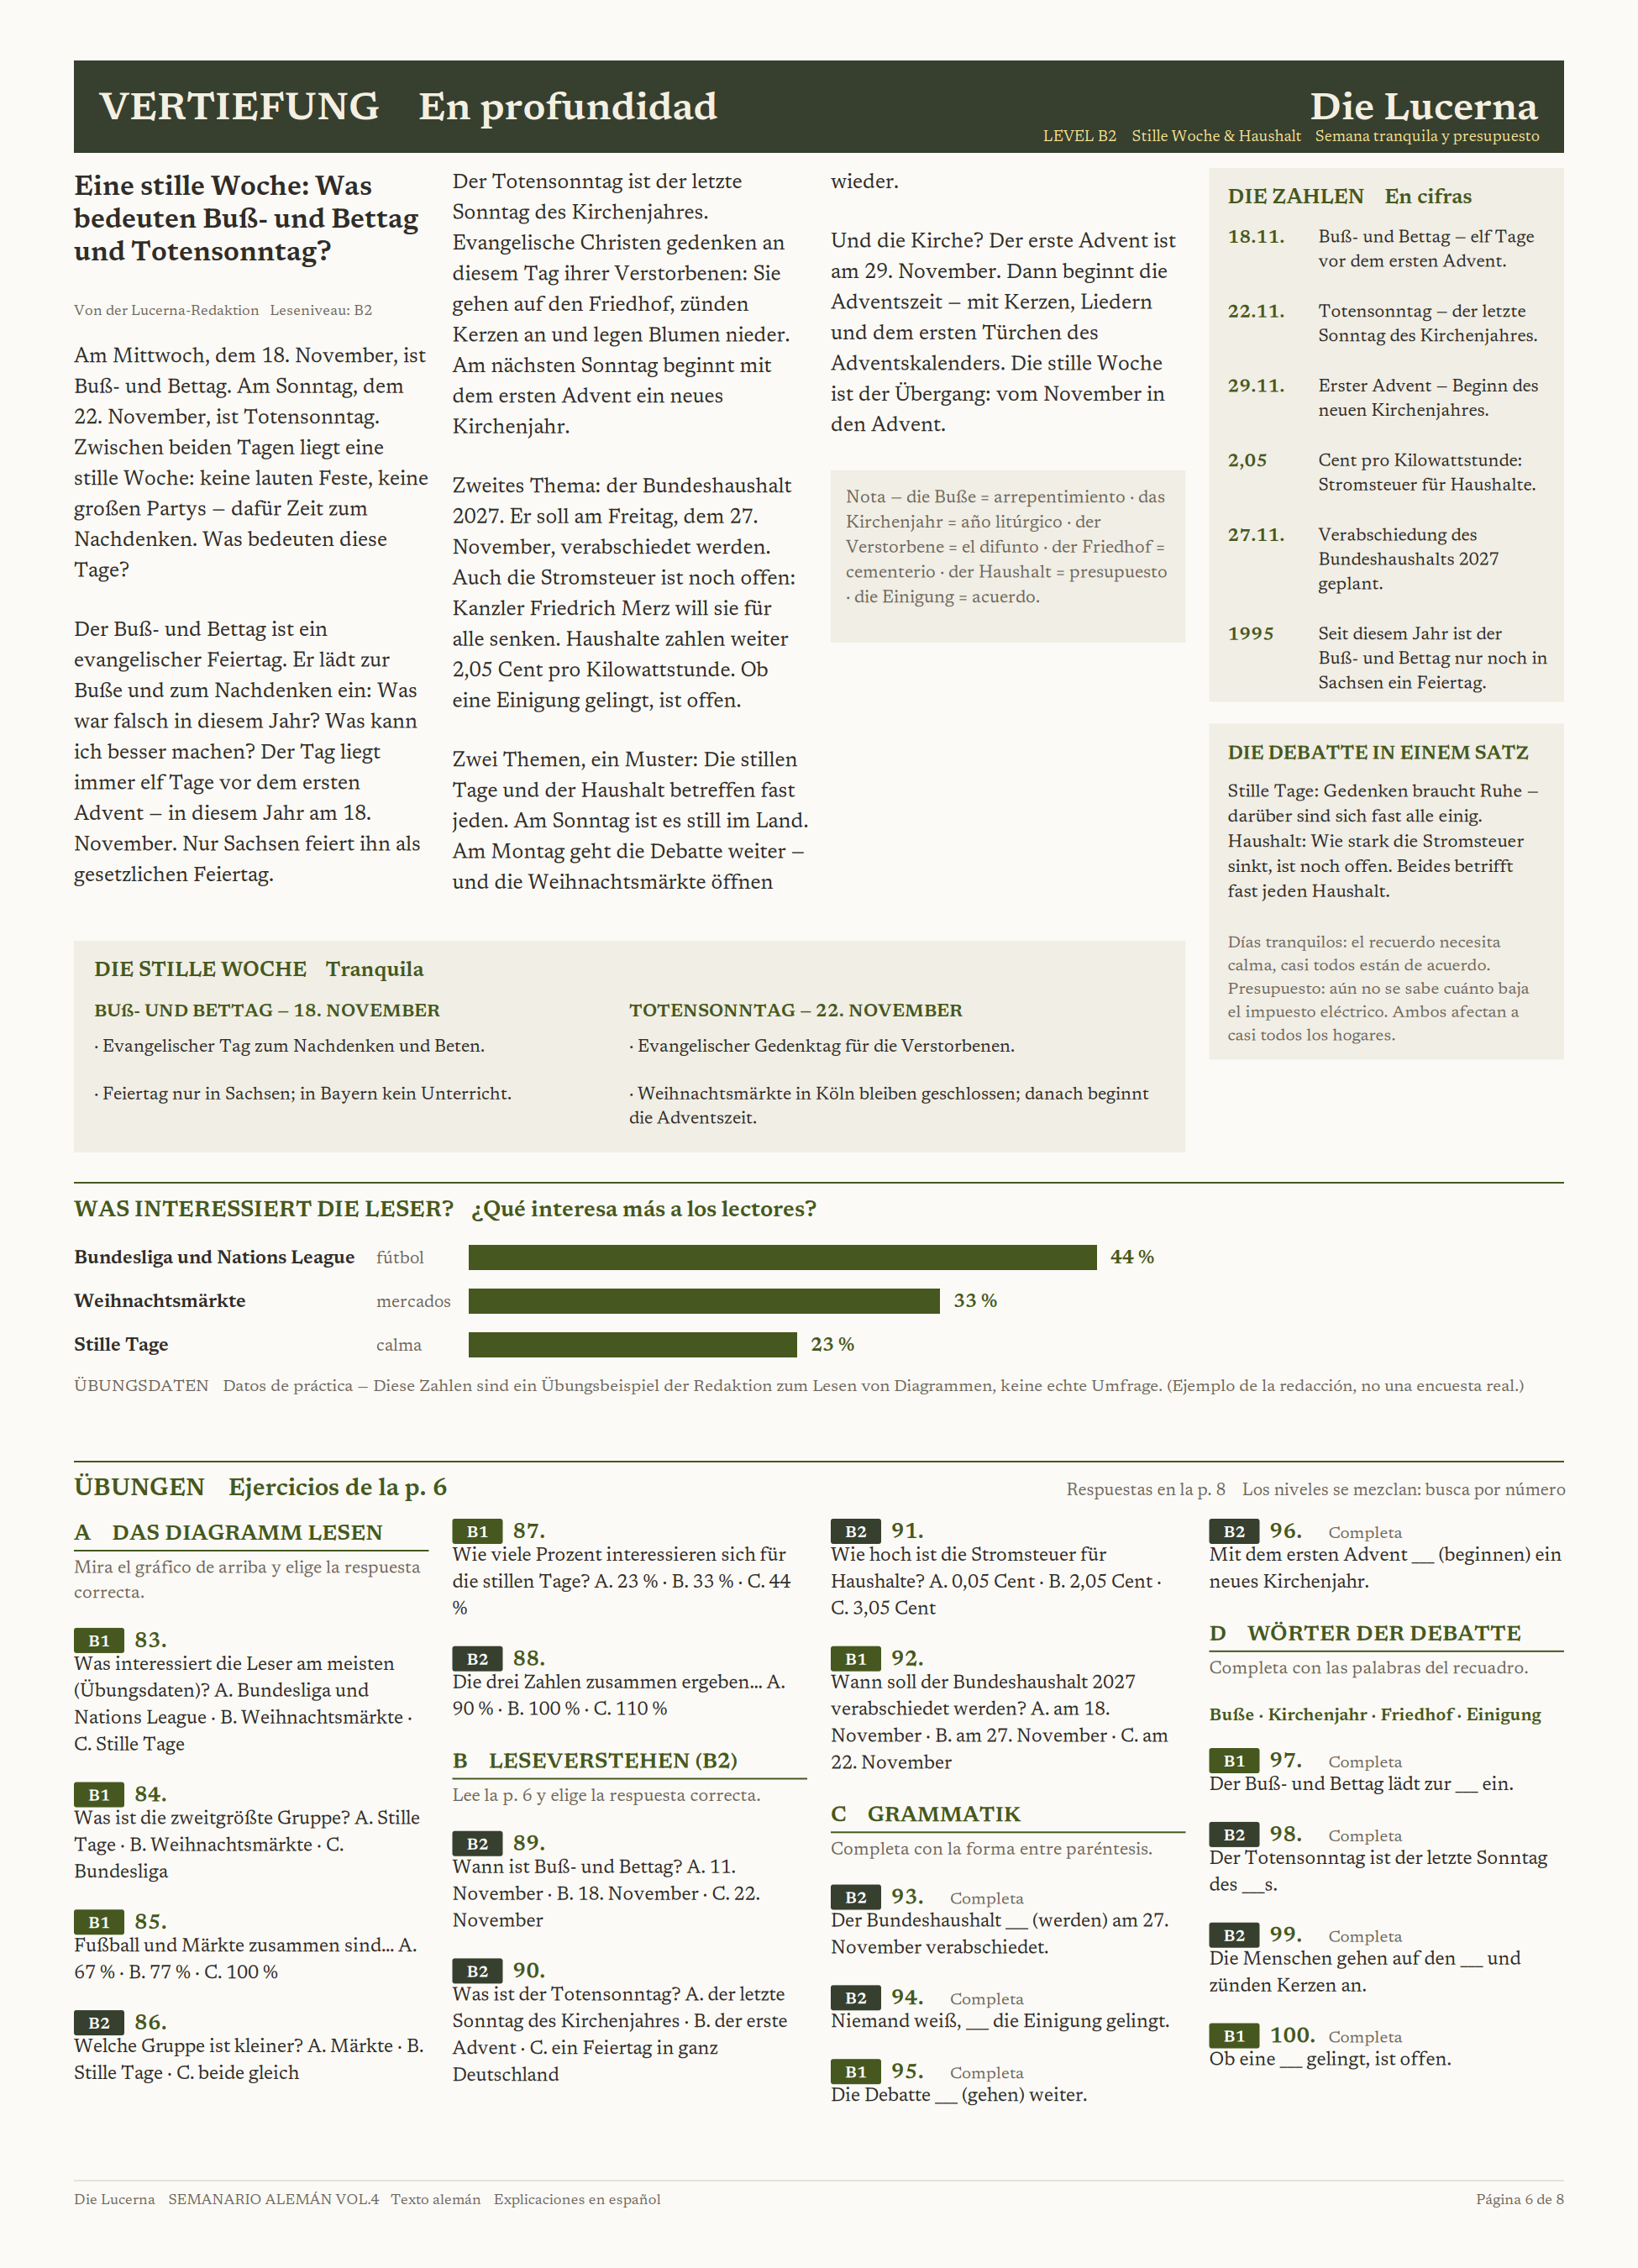 VERTIEFUNG En profundidad
Die Lucerna
LEVEL B2 Stille Woche & Haushalt Semana tranquila y presupuesto
Eine stille Woche: Was
bedeuten Buß- und Bettag
und Totensonntag?
Von der Lucerna-Redaktion Leseniveau: B2
Am Mittwoch, dem 18. November, ist
Buß- und Bettag. Am Sonntag, dem
22. November, ist Totensonntag.
Zwischen beiden Tagen liegt eine
stille Woche: keine lauten Feste, keine
großen Partys – dafür Zeit zum
Nachdenken. Was bedeuten diese
Tage?
Der Buß- und Bettag ist ein
evangelischer Feiertag. Er lädt zur
Buße und zum Nachdenken ein: Was
war falsch in diesem Jahr? Was kann
ich besser machen? Der Tag liegt
immer elf Tage vor dem ersten
Advent – in diesem Jahr am 18.
November. Nur Sachsen feiert ihn als
gesetzlichen Feiertag.
Der Totensonntag ist der letzte
Sonntag des Kirchenjahres.
Evangelische Christen gedenken an
diesem Tag ihrer Verstorbenen: Sie
gehen auf den Friedhof, zünden
Kerzen an und legen Blumen nieder.
Am nächsten Sonntag beginnt mit
dem ersten Advent ein neues
Kirchenjahr.
Zweites Thema: der Bundeshaushalt
2027. Er soll am Freitag, dem 27.
November, verabschiedet werden.
Auch die Stromsteuer ist noch offen:
Kanzler Friedrich Merz will sie für
alle senken. Haushalte zahlen weiter
2,05 Cent pro Kilowattstunde. Ob
eine Einigung gelingt, ist offen.
Zwei Themen, ein Muster: Die stillen
Tage und der Haushalt betreffen fast
jeden. Am Sonntag ist es still im Land.
Am Montag geht die Debatte weiter –
und die Weihnachtsmärkte öffnen
wieder.
Und die Kirche? Der erste Advent ist
am 29. November. Dann beginnt die
Adventszeit – mit Kerzen, Liedern
und dem ersten Türchen des
Adventskalenders. Die stille Woche
ist der Übergang: vom November in
den Advent.
Nota – die Buße = arrepentimiento · das
Kirchenjahr = año litúrgico · der
Verstorbene = el difunto · der Friedhof =
cementerio · der Haushalt = presupuesto
· die Einigung = acuerdo.
DIE ZAHLEN En cifras
18.11. Buß- und Bettag – elf Tage
vor dem ersten Advent.
22.11. Totensonntag – der letzte
Sonntag des Kirchenjahres.
29.11. Erster Advent – Beginn des
neuen Kirchenjahres.
2,05 Cent pro Kilowattstunde:
Stromsteuer für Haushalte.
27.11. Verabschiedung des
Bundeshaushalts 2027
geplant.
1995 Seit diesem Jahr ist der
Buß- und Bettag nur noch in
Sachsen ein Feiertag.
DIE DEBATTE IN EINEM SATZ
Stille Tage: Gedenken braucht Ruhe –
darüber sind sich fast alle einig.
Haushalt: Wie stark die Stromsteuer
sinkt, ist noch offen. Beides betrifft
fast jeden Haushalt.
Días tranquilos: el recuerdo necesita
calma, casi todos están de acuerdo.
Presupuesto: aún no se sabe cuánto baja
el impuesto eléctrico. Ambos afectan a
casi todos los hogares.
DIE STILLE WOCHE Tranquila
BUß- UND BETTAG – 18. NOVEMBER
· Evangelischer Tag zum Nachdenken und Beten.
· Feiertag nur in Sachsen; in Bayern kein Unterricht.
TOTENSONNTAG – 22. NOVEMBER
· Evangelischer Gedenktag für die Verstorbenen.
· Weihnachtsmärkte in Köln bleiben geschlossen; danach beginnt
die Adventszeit.
WAS INTERESSIERT DIE LESER? ¿Qué interesa más a los lectores?
Bundesliga und Nations League fútbol 44 %
Weihnachtsmärkte mercados 33 %
Stille Tage calma 23 %
ÜBUNGSDATEN Datos de práctica – Diese Zahlen sind ein Übungsbeispiel der Redaktion zum Lesen von Diagrammen, keine echte Umfrage. (Ejemplo de la redacción, no una encuesta real.)
ÜBUNGEN Ejercicios de la p. 6
Respuestas en la p. 8 Los niveles se mezclan: busca por número
A DAS DIAGRAMM LESEN
Mira el gráfico de arriba y elige la respuesta
correcta.
B1 83.
Was interessiert die Leser am meisten
(Übungsdaten)? A. Bundesliga und
Nations League · B. Weihnachtsmärkte ·
C. Stille Tage
B1 84.
Was ist die zweitgrößte Gruppe? A. Stille
Tage · B. Weihnachtsmärkte · C.
Bundesliga
B1 85.
Fußball und Märkte zusammen sind... A.
67 % · B. 77 % · C. 100 %
B2 86.
Welche Gruppe ist kleiner? A. Märkte · B.
Stille Tage · C. beide gleich
B1 87.
Wie viele Prozent interessieren sich für
die stillen Tage? A. 23 % · B. 33 % · C. 44
%
B2 88.
Die drei Zahlen zusammen ergeben... A.
90 % · B. 100 % · C. 110 %
B LESEVERSTEHEN (B2)
Lee la p. 6 y elige la respuesta correcta.
B2 89.
Wann ist Buß- und Bettag? A. 11.
November · B. 18. November · C. 22.
November
B2 90.
Was ist der Totensonntag? A. der letzte
Sonntag des Kirchenjahres · B. der erste
Advent · C. ein Feiertag in ganz
Deutschland
B2 91.
Wie hoch ist die Stromsteuer für
Haushalte? A. 0,05 Cent · B. 2,05 Cent ·
C. 3,05 Cent
B1 92.
Wann soll der Bundeshaushalt 2027
verabschiedet werden? A. am 18.
November · B. am 27. November · C. am
22. November
C GRAMMATIK
Completa con la forma entre paréntesis.
B2 93. Completa
Der Bundeshaushalt ___ (werden) am 27.
November verabschiedet.
B2 94. Completa
Niemand weiß, ___ die Einigung gelingt.
B1 95. Completa
Die Debatte ___ (gehen) weiter.
B2 96. Completa
Mit dem ersten Advent ___ (beginnen) ein
neues Kirchenjahr.
D WÖRTER DER DEBATTE
Completa con las palabras del recuadro.
Buße · Kirchenjahr · Friedhof · Einigung
B1 97. Completa
Der Buß- und Bettag lädt zur ___ ein.
B2 98. Completa
Der Totensonntag ist der letzte Sonntag
des ___s.
B2 99. Completa
Die Menschen gehen auf den ___ und
zünden Kerzen an.
B1 100. Completa
Ob eine ___ gelingt, ist offen.
Die Lucerna SEMANARIO ALEMÁN VOL.4 Texto alemán Explicaciones en español
Página 6 de 8